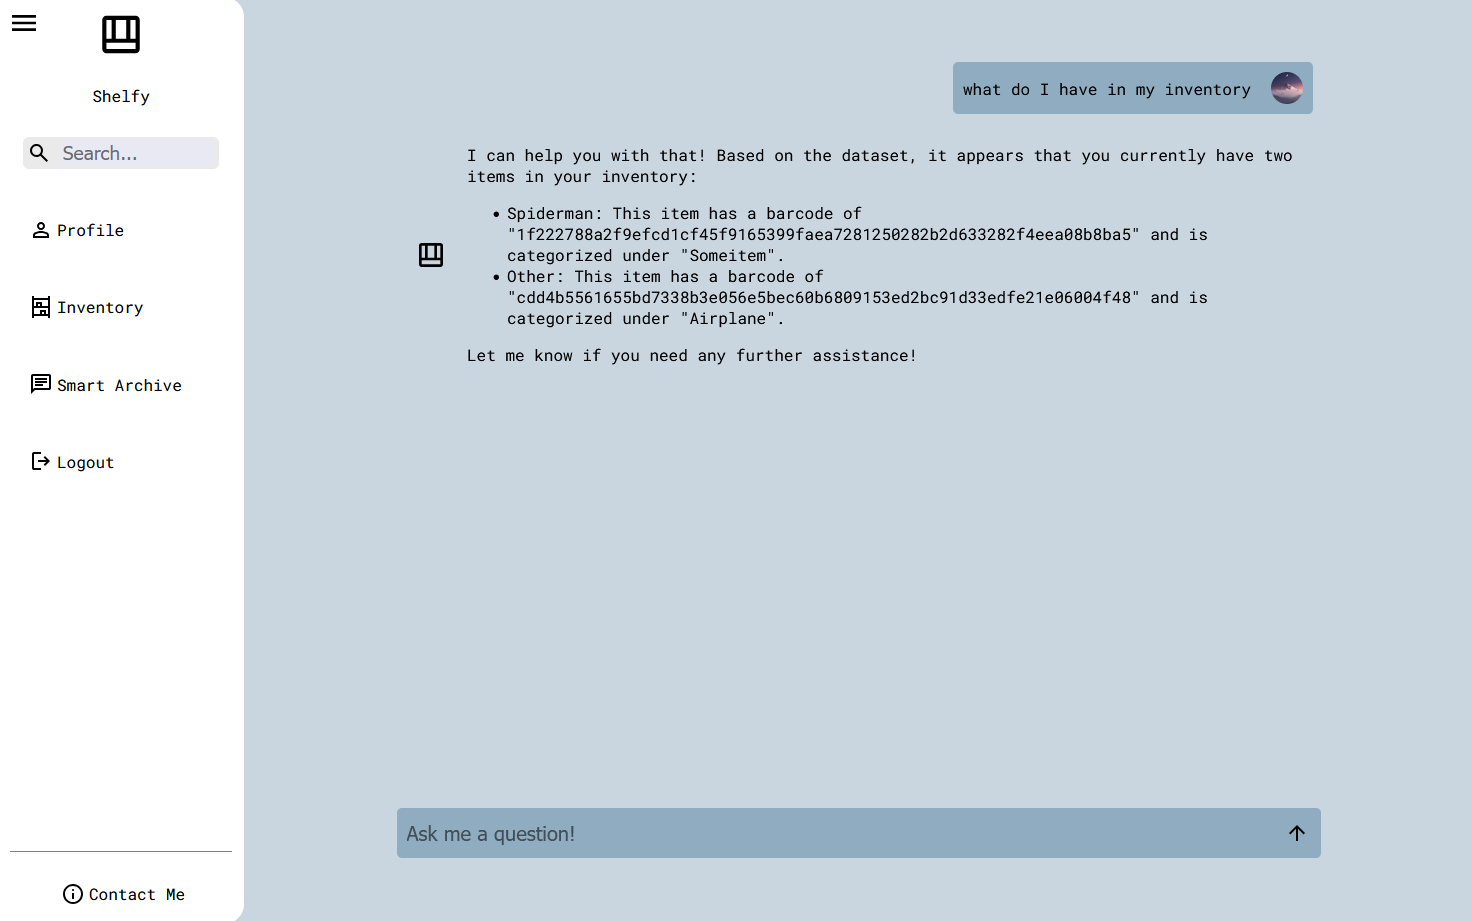 Shelfy
Search...
Profile
Inventory
Smart Archive
Logout
Contact Me
what do I have in my inventory
I can help you with that! Based on the dataset, it appears that you currently have two
items in your inventory:
• Spiderman: This item has a barcode of
"1f222788a2f9efcd1cf45f9165399faea7281250282b2d633282f4eea08b8ba5" and is
categorized under "Someitem".
• Other: This item has a barcode of
"cdd4b5561655bd7338b3e056e5bec60b6809153ed2bc91d33edfe21e06004f48" and is
categorized under "Airplane".
Let me know if you need any further assistance!
Ask me a question!